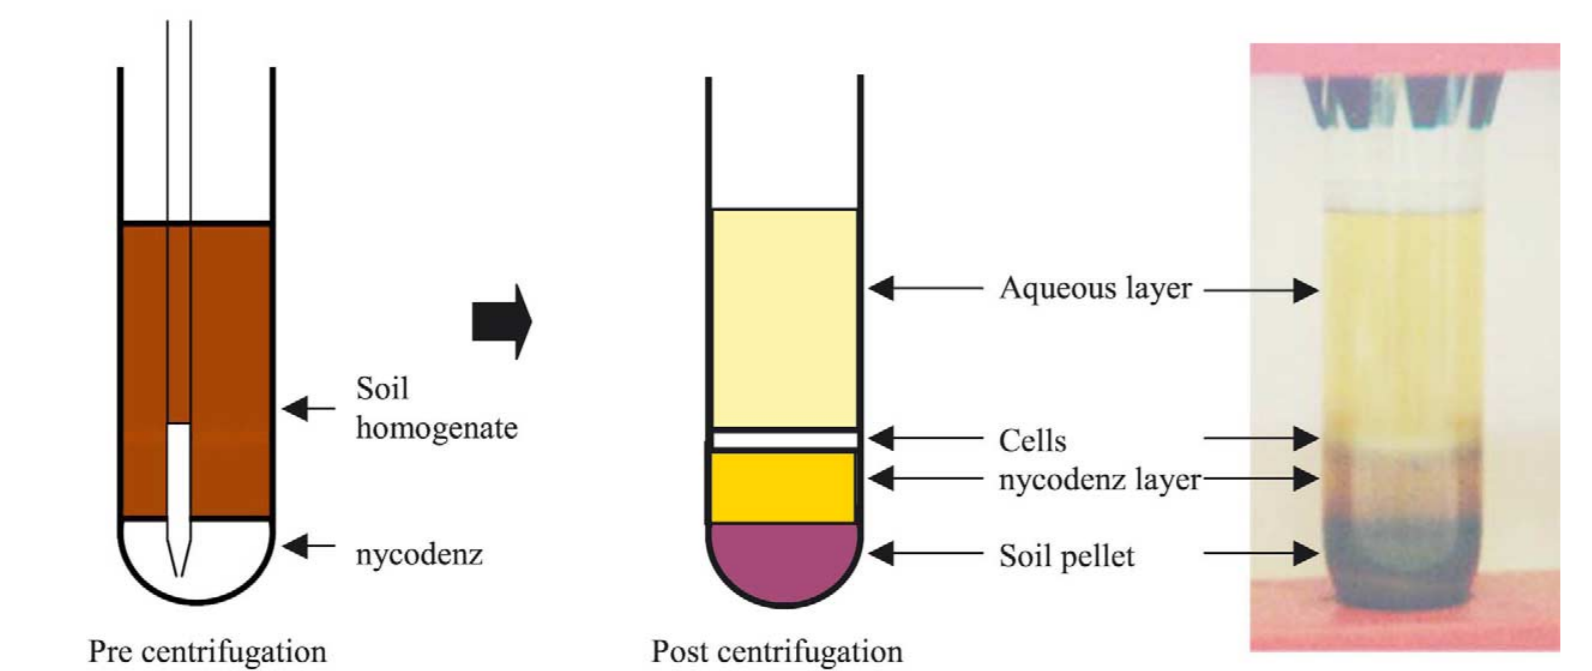 Soil
homogenate
nycodenz
Pre centrifugation
Aqueous layer
Cells
nycodenz layer
Soil pellet
Post centrifugation